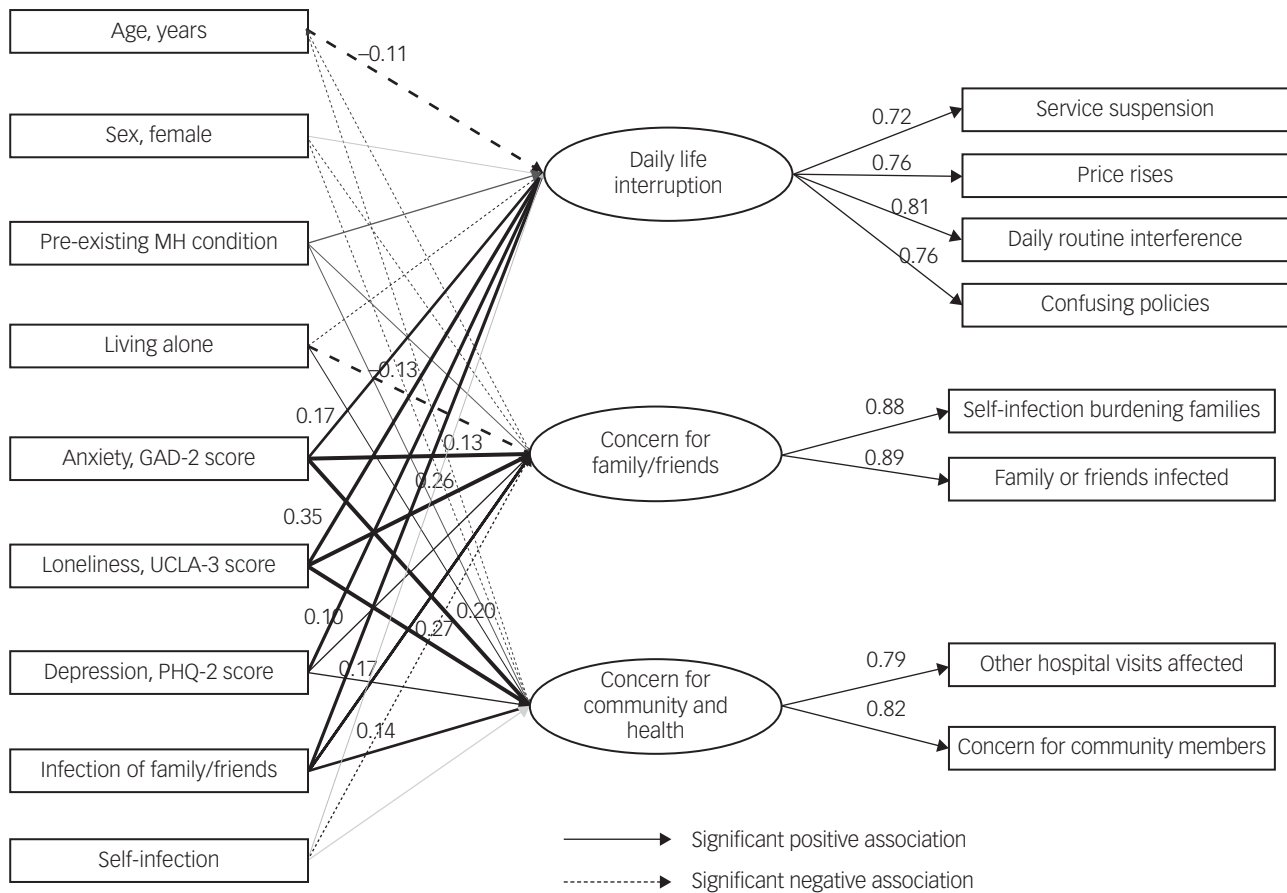 Age, years
Sex, female
Pre-existing MH condition
Living alone
Anxiety, GAD-2 score
Loneliness, UCLA-3 score
Depression, PHQ-2 score
Infection of family/friends
Self-infection
–0.11
–0.13
0.17
0.13
0.26
0.35
0.10
0.20
0.27
0.17
0.14
Daily life
interruption
Concern for
family/friends
Concern for
community and
health
0.72
0.76
0.81
0.76
0.88
0.89
0.79
0.82
Service suspension
Price rises
Daily routine interference
Confusing policies
Self-infection burdening families
Family or friends infected
Other hospital visits affected
Concern for community members
Significant positive association
Significant negative association